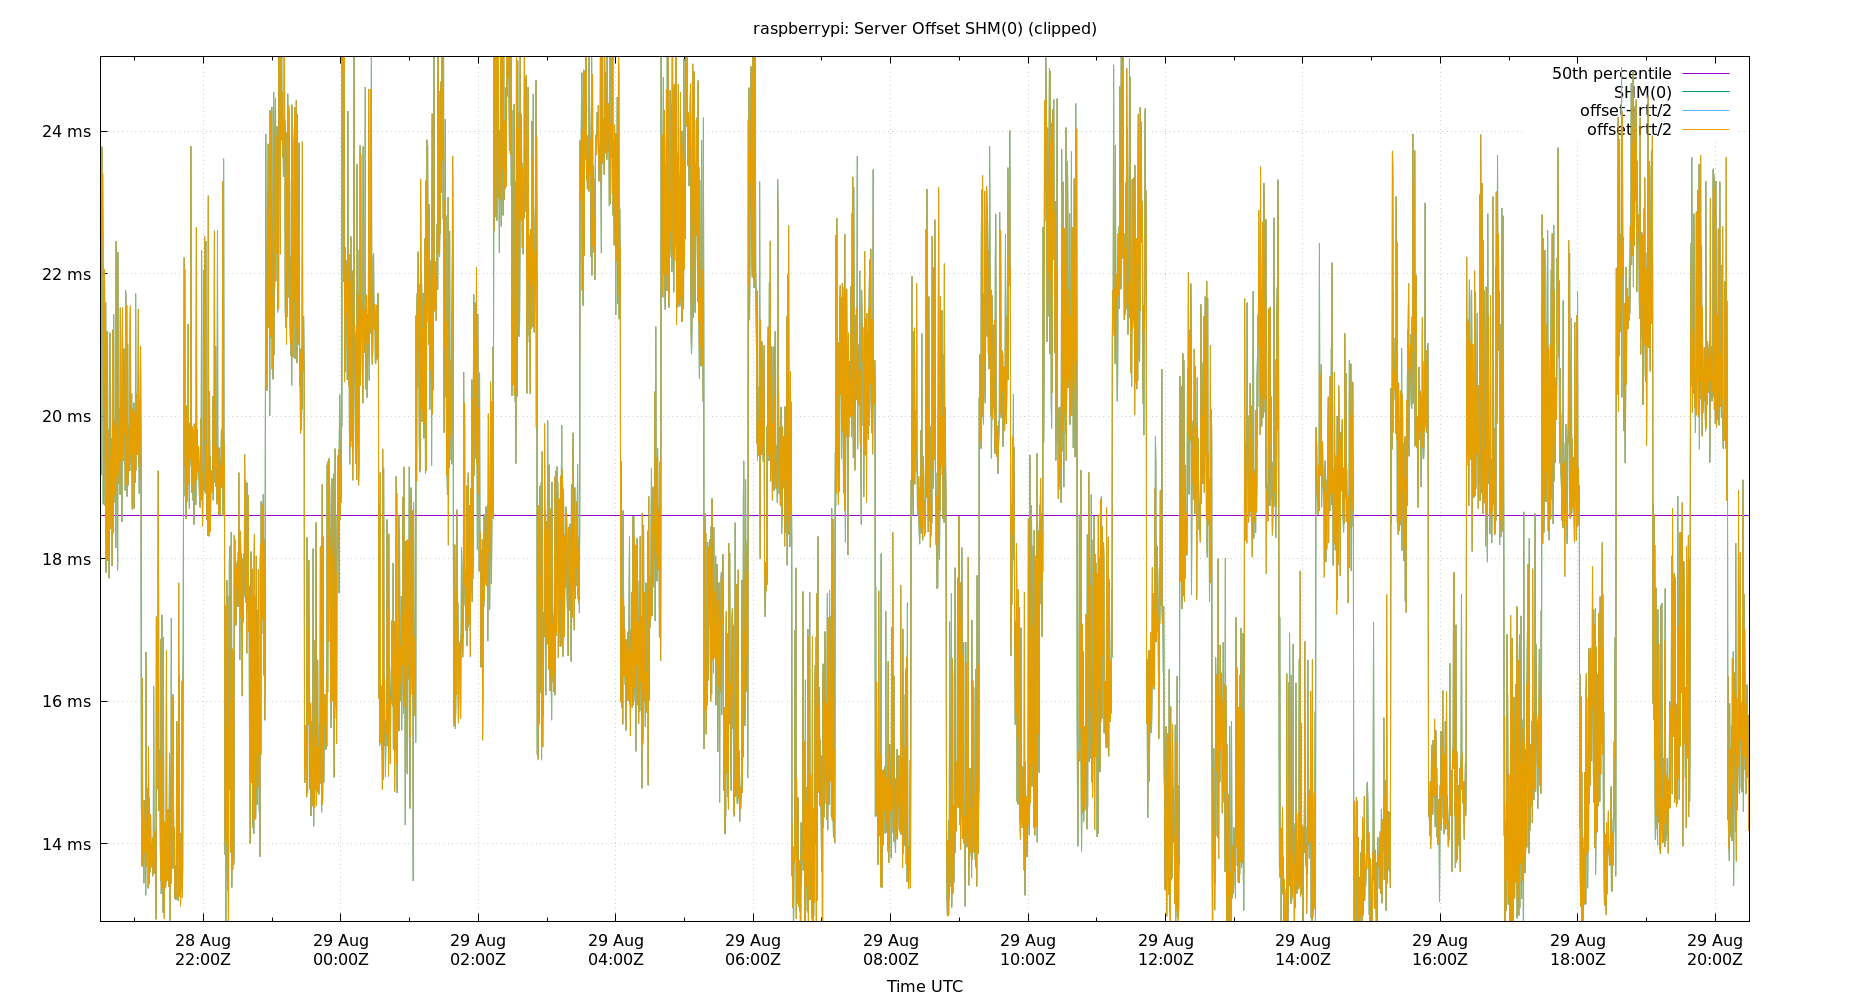 raspberrypi: Server Offset SHM(0) (clipped)
50th percentile
SHM(0)
offset+rtt/2
offset-rtt/2
24 ms
22 ms
20 ms
18 ms
16 ms
14 ms
28 Aug 29 Aug 29 Aug 29 Aug 29 Aug 29 Aug 29 Aug 29 Aug 29 Aug 29 Aug 29 Aug 29 Aug
22:00Z 00:00Z 02:00Z 04:00Z 06:00Z 08:00Z 10:00Z 12:00Z 14:00Z 16:00Z 18:00Z 20:00Z
Time UTC